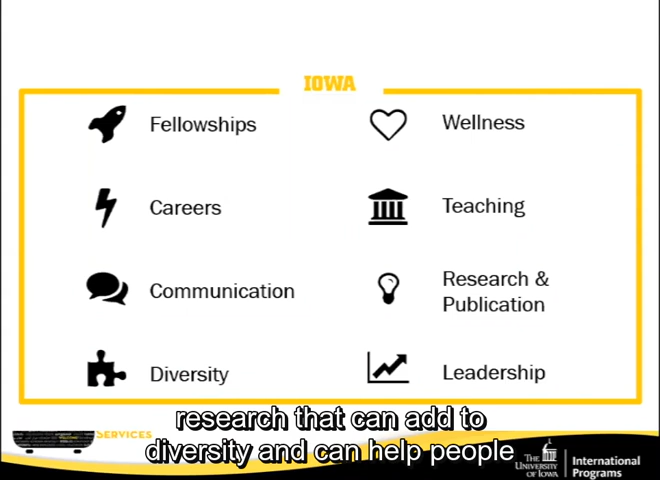 IOWA
Fellowships
Wellness
Careers
Teaching
Communication
Research &
Publication
Diversity
Leadership
research that can add to
diversity and can help people
SERVICES
THE
UNIVERSITY
OF IOWA
International
Programs